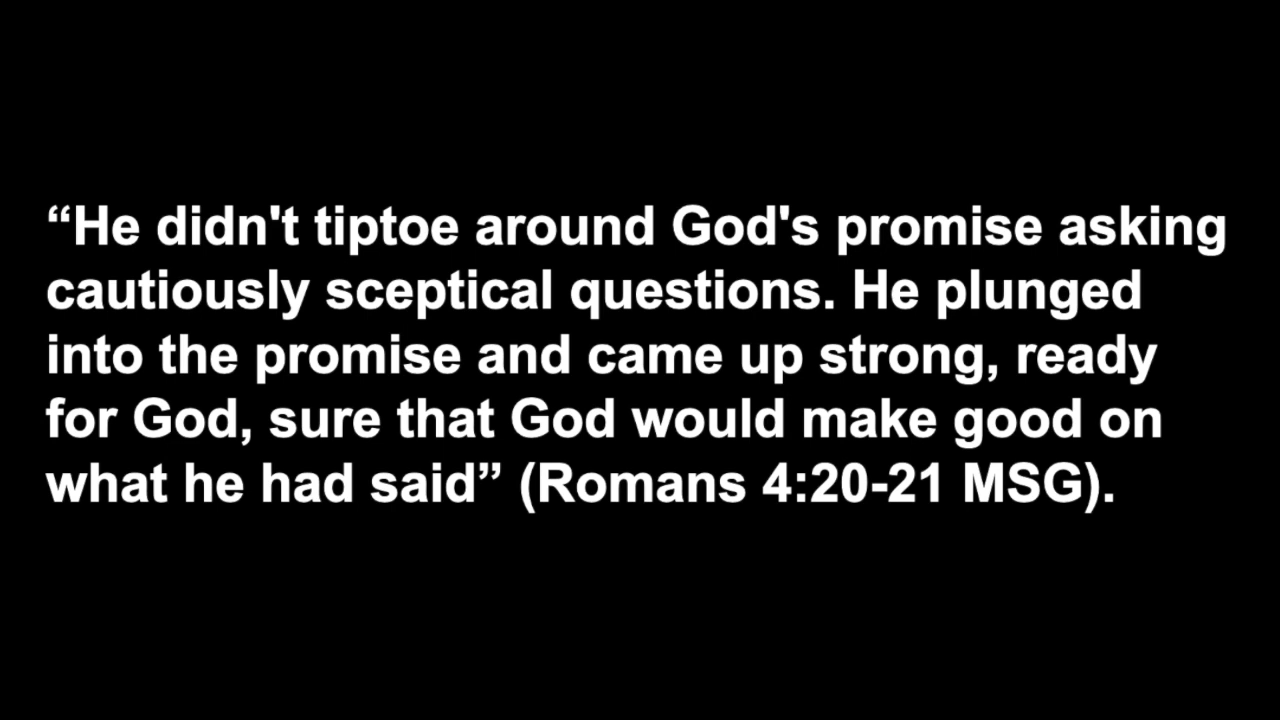 “He didn't tiptoe around God's promise asking
cautiously sceptical questions. He plunged
into the promise and came up strong, ready
for God, sure that God would make good on
what he had said” (Romans 4:20-21 MSG).